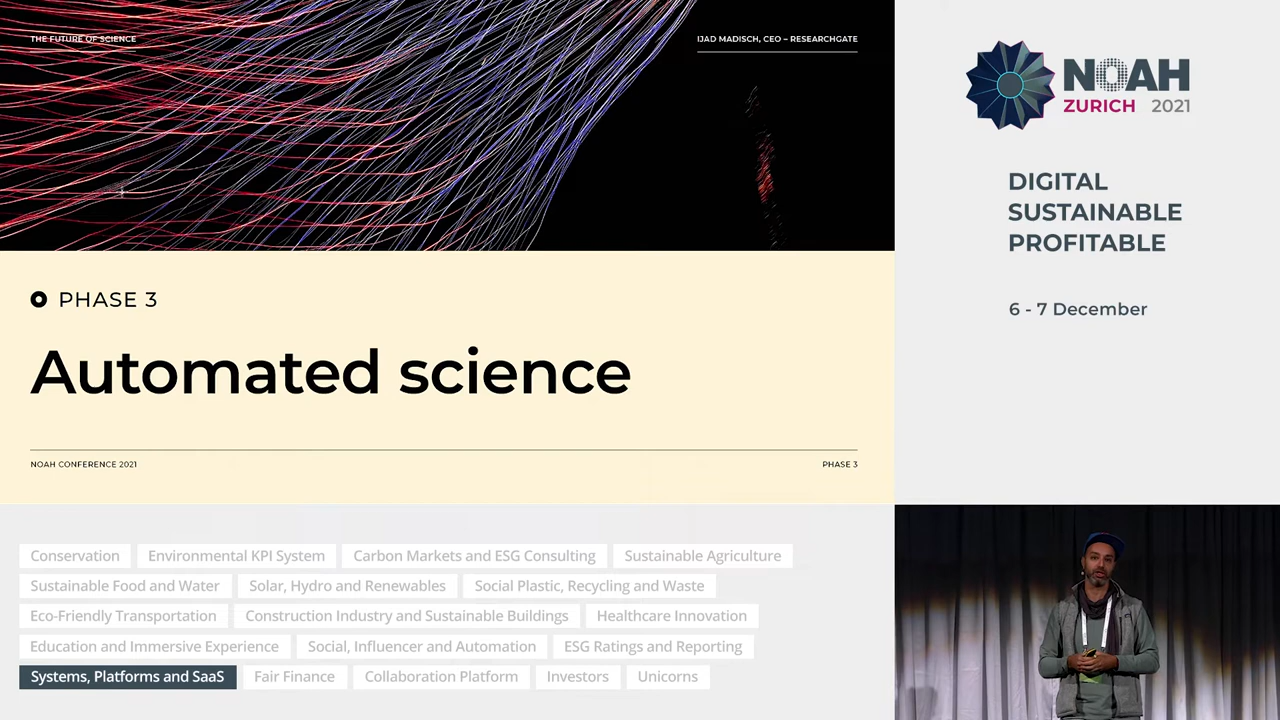 THE FUTURE OF SCIENCE
IJAD MADISCH, CEO – RESEARCHGATE
PHASE 3
Automated science
NOAH CONFERENCE 2021
PHASE 3
NOAH
ZURICH 2021
DIGITAL
SUSTAINABLE
PROFITABLE
6 - 7 December
Conservation
Environmental KPI System
Carbon Markets and ESG Consulting
Sustainable Agriculture
Sustainable Food and Water
Solar, Hydro and Renewables
Social Plastic, Recycling and Waste
Eco-Friendly Transportation
Construction Industry and Sustainable Buildings
Healthcare Innovation
Education and Immersive Experience
Social, Influencer and Automation
ESG Ratings and Reporting
Systems, Platforms and SaaS
Fair Finance
Collaboration Platform
Investors
Unicorns